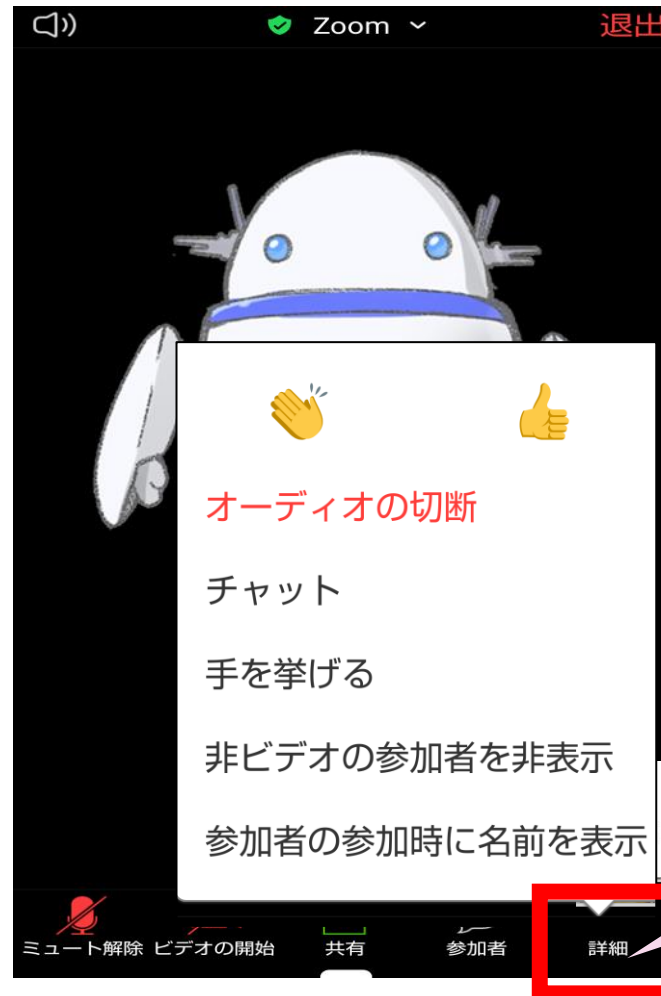 Zoom
退出
オーディオの切断
チャット
手を挙げる
非ビデオの参加者を非表示
参加者の参加時に名前を表示
ミュート解除 ビデオの開始 共有 参加者 詳細